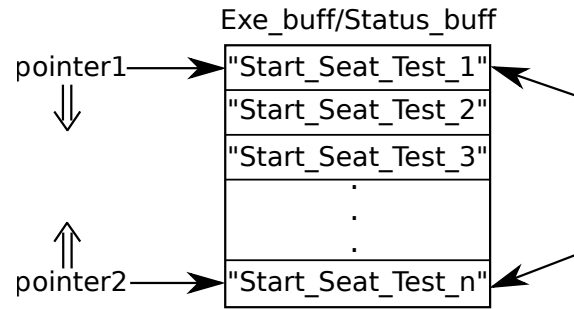 Exe_buff/Status_buff
pointer1
"Start_Seat_Test_1"
"Start_Seat_Test_2"
"Start_Seat_Test_3"
.
.
.
pointer2
"Start_Seat_Test_n"